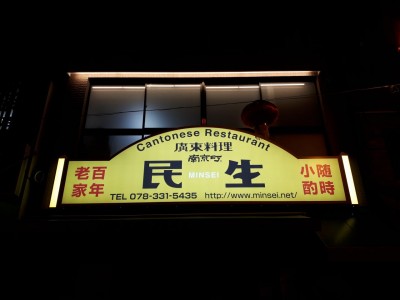 Cantonese Restaurant
廣東料理
南京町
民生
MINSEI
TEL 078-331-5435 http://www.minsei.net/
百年
老家
随時
小酌